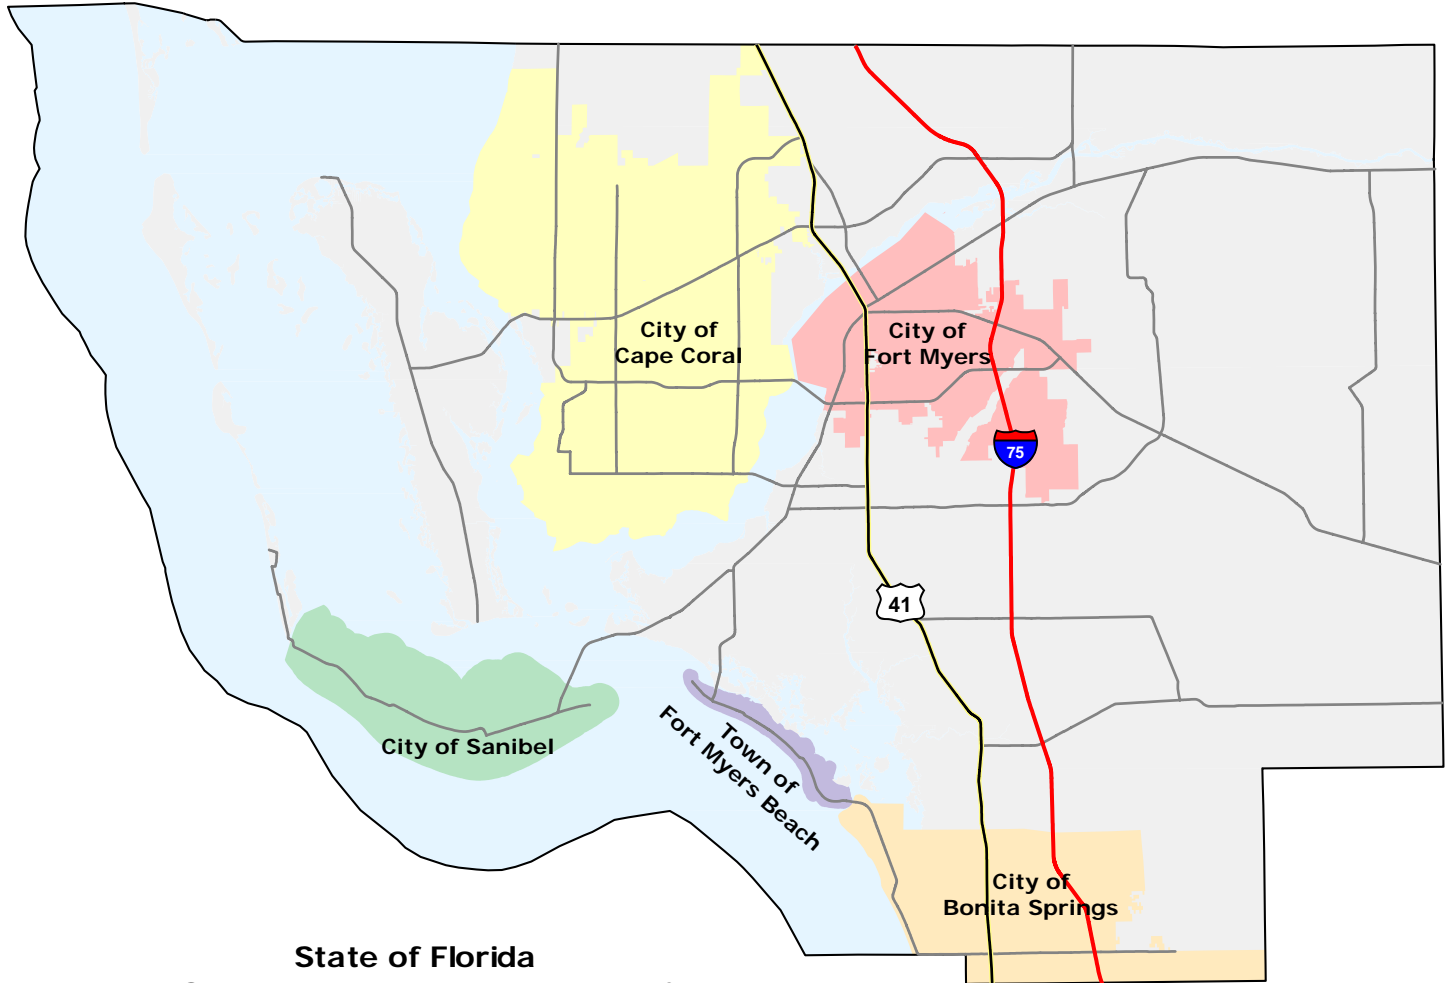 City of
Cape Coral
City of
Fort Myers
75
41
City of Sanibel
Town of
Fort Myers Beach
City of
Bonita Springs
State of Florida